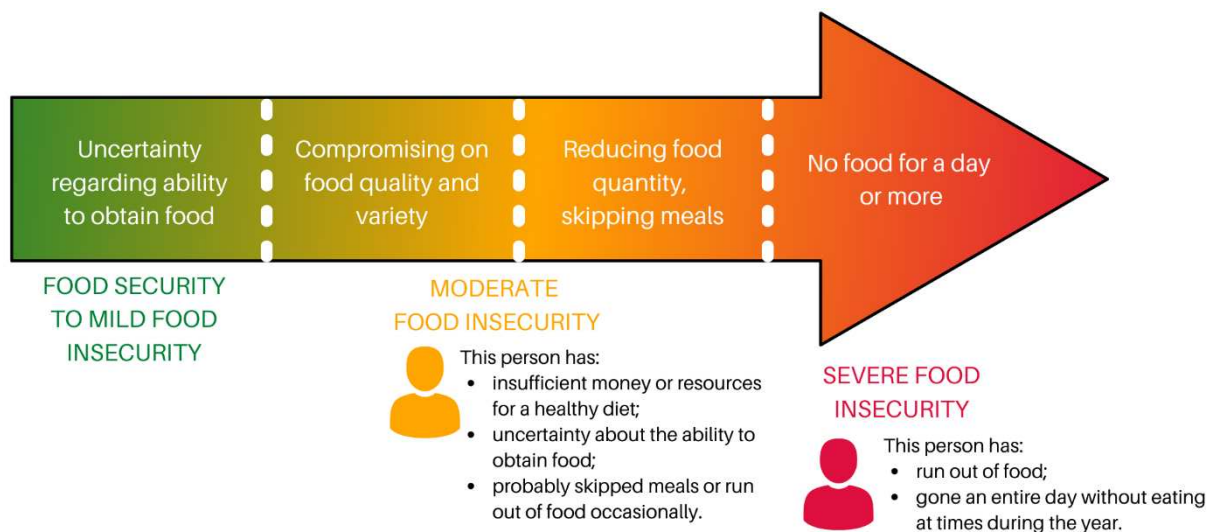 Uncertainty
regarding ability
to obtain food
Compromising on
food quality and
variety
Reducing food
quantity,
skipping meals
No food for a day
or more
FOOD SECURITY
TO MILD FOOD
INSECURITY
MODERATE
FOOD INSECURITY
This person has:
• insufficient money or resources
for a healthy diet;
• uncertainty about the ability to
obtain food;
• probably skipped meals or run
out of food occasionally.
SEVERE FOOD
INSECURITY
This person has:
• run out of food;
• gone an entire day without eating
at times during the year.